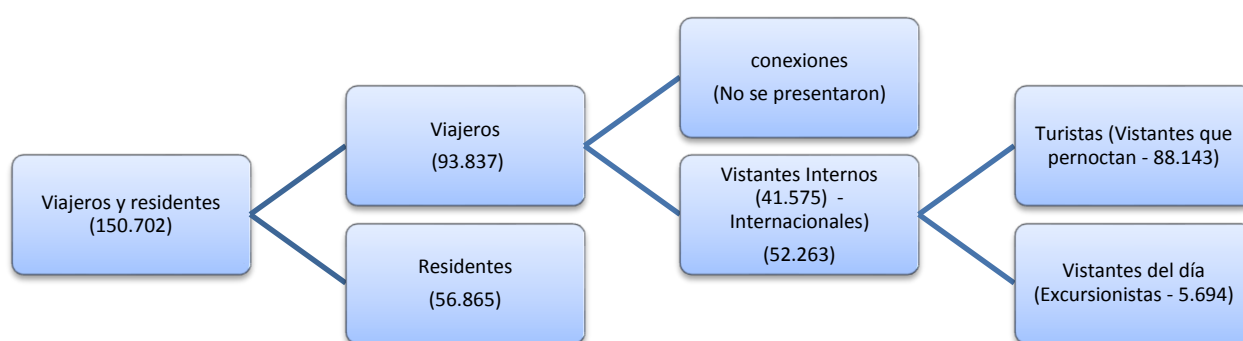 Viajeros y residentes
(150.702)
Viajeros
(93.837)
Residentes
(56.865)
conexiones
(No se presentaron)
Vistantes Internos
(41.575)  -
Internacionales)
(52.263)
Turistas (Vistantes que
pernoctan - 88.143)
Vistantes del día
(Excursionistas - 5.694)